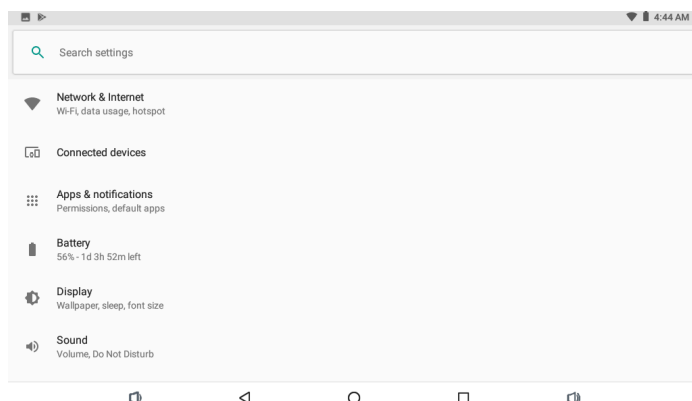 4:44 AM
Search settings
Network & Internet
Wi-Fi, data usage, hotspot
Connected devices
Apps & notifications
Permissions, default apps
Battery
56% - 1d 3h 52m left
Display
Wallpaper, sleep, font size
Sound
Volume, Do Not Disturb